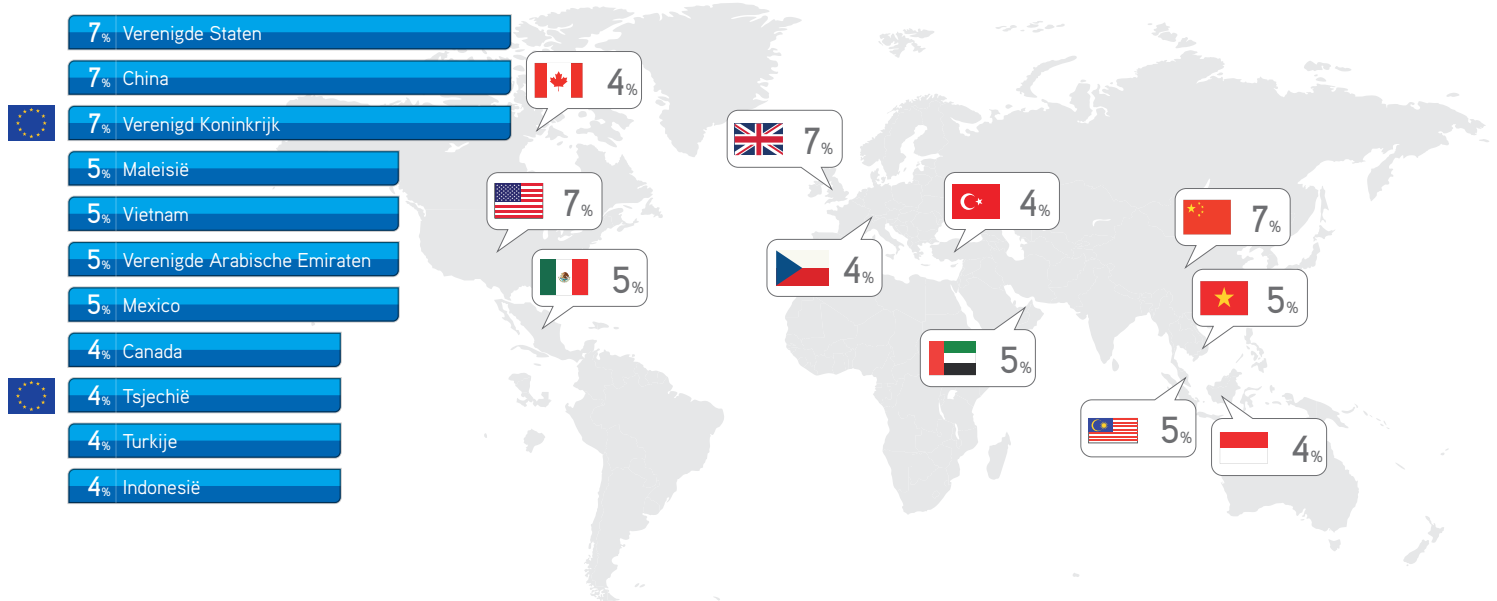 7% Verenigde Staten
7% China
7% Verenigd Koninkrijk
5% Maleisië
5% Vietnam
5% Verenigde Arabische Emiraten
5% Mexico
4% Canada
4% Tsjechië
4% Turkije
4% Indonesië
4%
7%
7%
4%
7%
5%
4%
5%
5%
5%
4%